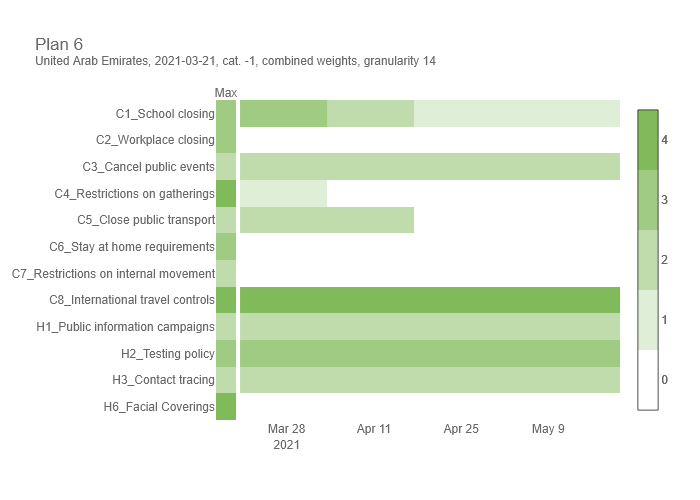 Plan 6
United Arab Emirates, 2021-03-21, cat. -1, combined weights, granularity 14
Max
C1_School closing
C2_Workplace closing
C3_Cancel public events
C4_Restrictions on gatherings
C5_Close public transport
C6_Stay at home requirements
C7_Restrictions on internal movement
C8_International travel controls
H1_Public information campaigns
H2_Testing policy
H3_Contact tracing
H6_Facial Coverings
Mar 28 Apr 11 Apr 25 May 9
2021
4
3
2
1
0